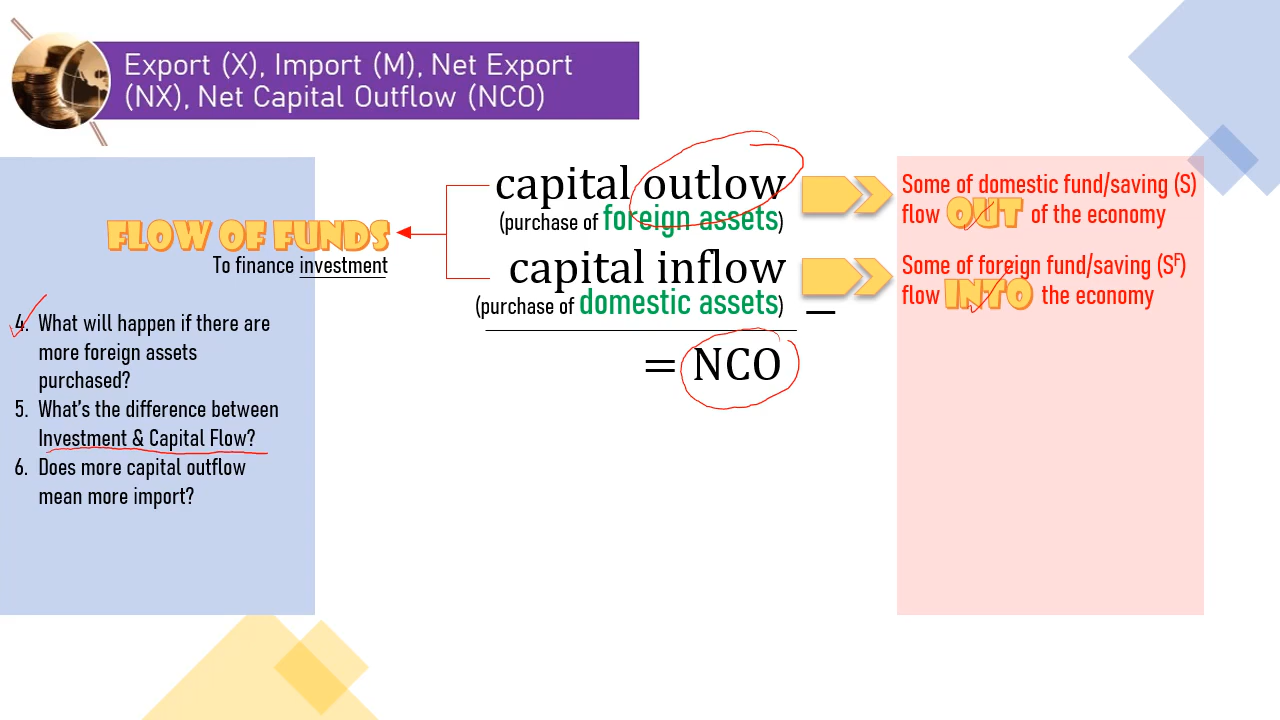 Export (X), Import (M), Net Export
(NX), Net Capital Outflow (NCO)
FLOW OF FUNDS
To finance investment
4. What will happen if there are
more foreign assets
purchased?
5. What's the difference between
Investment & Capital Flow?
6. Does more capital outflow
mean more import?
capital outlow
(purchase of foreign assets)
capital inflow
(purchase of domestic assets)
–
= NCO
Some of domestic fund/saving (S)
flow OUT of the economy
Some of foreign fund/saving (Sᶠ)
flow INTO the economy